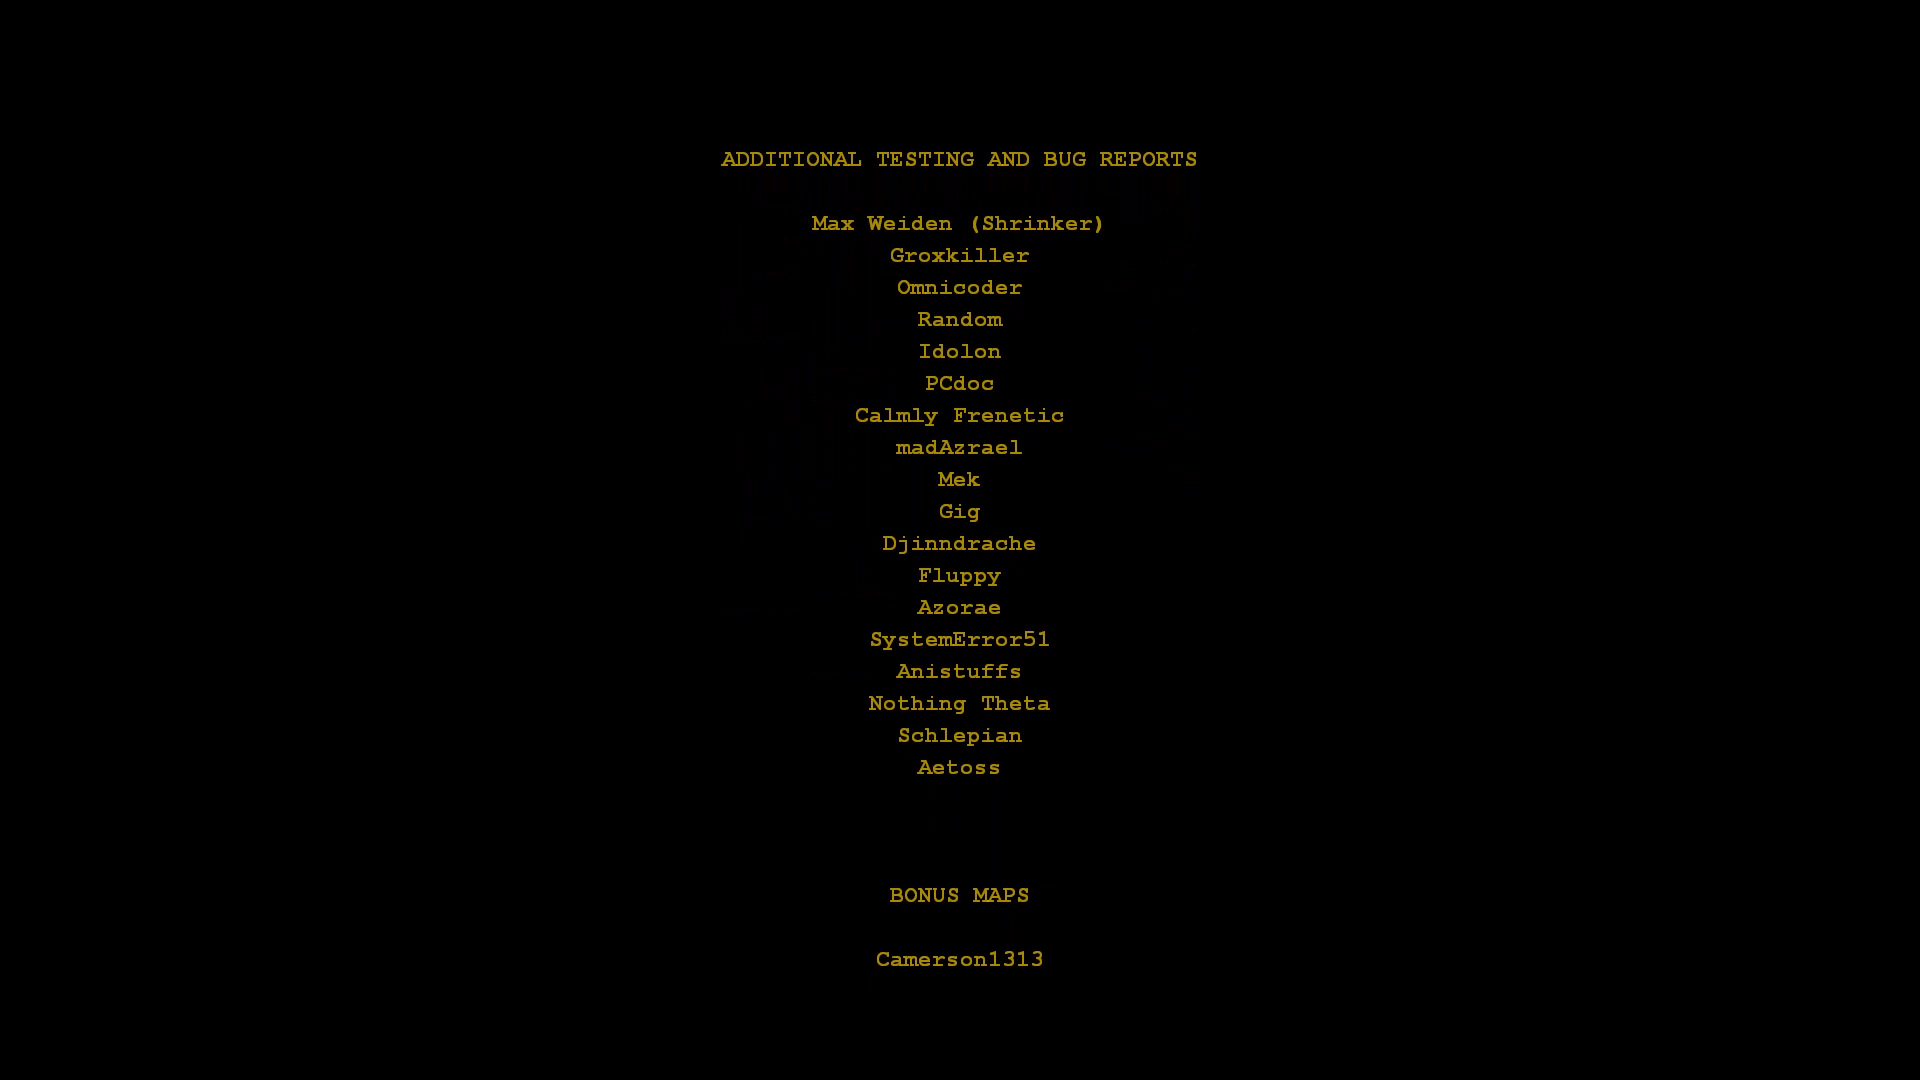 ADDITIONAL TESTING AND BUG REPORTS
Max Weiden (Shrinker)
Groxkiller
Omnicoder
Random
Idolon
PCdoc
Calmly Frenetic
madAzrael
Mek
Gig
Djinndrache
Fluppy
Azorae
SystemError51
Anistuffs
Nothing Theta
Schlepian
Aetoss
BONUS MAPS
Camerson1313